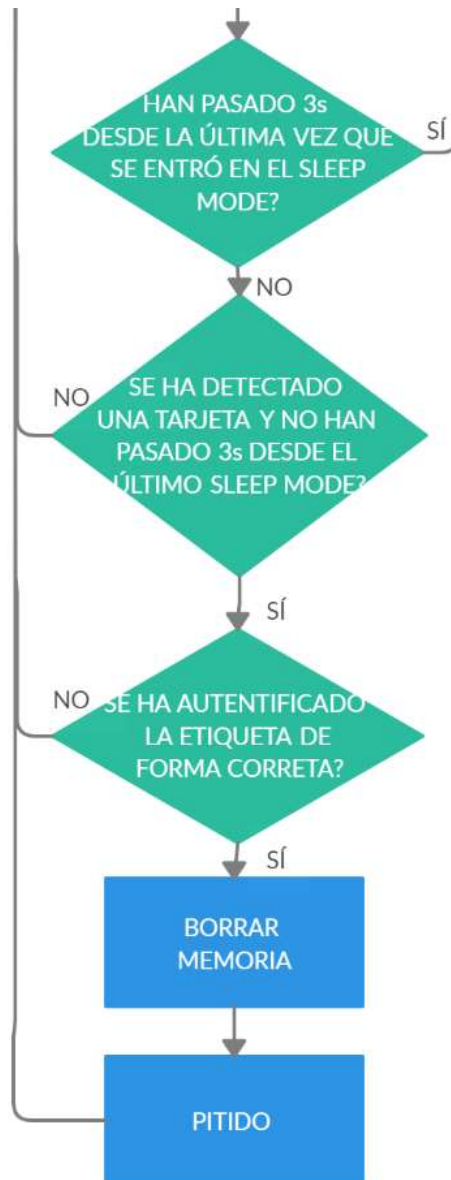 HAN PASADO 3s
DESDE LA ÚLTIMA VEZ QUE
SE ENTRÓ EN EL SLEEP
MODE?
SÍ
NO
SE HA DETECTADO
UNA TARJETA Y NO HAN
PASADO 3s DESDE EL
ÚLTIMO SLEEP MODE?
NO
SÍ
SE HA AUTENTIFICADO
LA ETIQUETA DE
FORMA CORRETA?
NO
SÍ
BORRAR
MEMORIA
PITIDO